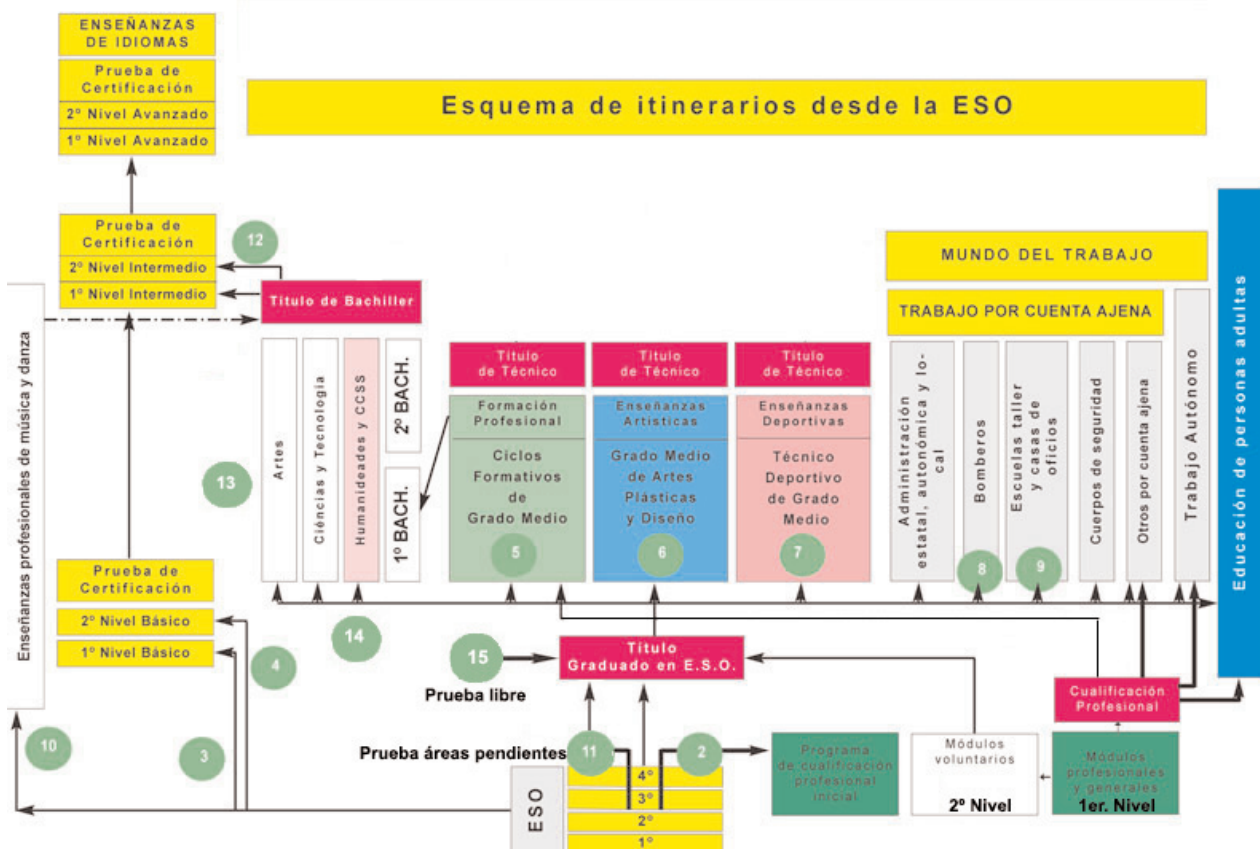 ENSEÑANZAS
DE IDIOMAS
Prueba de
Certificación
2º Nivel Avanzado
1º Nivel Avanzado
Esquema de itinerarios desde la ESO
Prueba de
Certificación
2º Nivel Intermedio
1º Nivel Intermedio
12
Título de Bachiller
MUNDO DEL TRABAJO
TRABAJO POR CUENTA AJENA
Enseñanzas profesionales de música y danza
13
Artes
Ciéncias y Tecnologia
Humanideades y CCSS
2º BACH.
1º BACH.
Título
de Técnico
Formación
Profesional
Ciclos
Formativos
de
Grado Medio
5
Título
de Técnico
Enseñanzas
Artísticas
Grado Medio
de Artes
Plásticas
y Diseño
6
Título
de Técnico
Enseñanzas
Deportivas
Técnico
Deportivo
de Grado
Medio
7
Administración
estatal, autonómica y lo-
cal
Bomberos
8
Escuelas taller
y casas de
oficios
9
Cuerpos de seguridad
Otros por cuenta ajena
Trabajo Autónomo
Educación de personas adultas
Prueba de
Certificación
2º Nivel Básico
1º Nivel Básico
4
14
15
Prueba libre
Título
Graduado en E.S.O.
Cualificación
Profesional
10
3
Prueba áreas pendientes
11
2
Programa
de cualificación
profesional
inicial
Módulos
voluntarios
2º Nivel
Módulos
profesionales
y generales
1er. Nivel
ESO
4º
3º
2º
1º